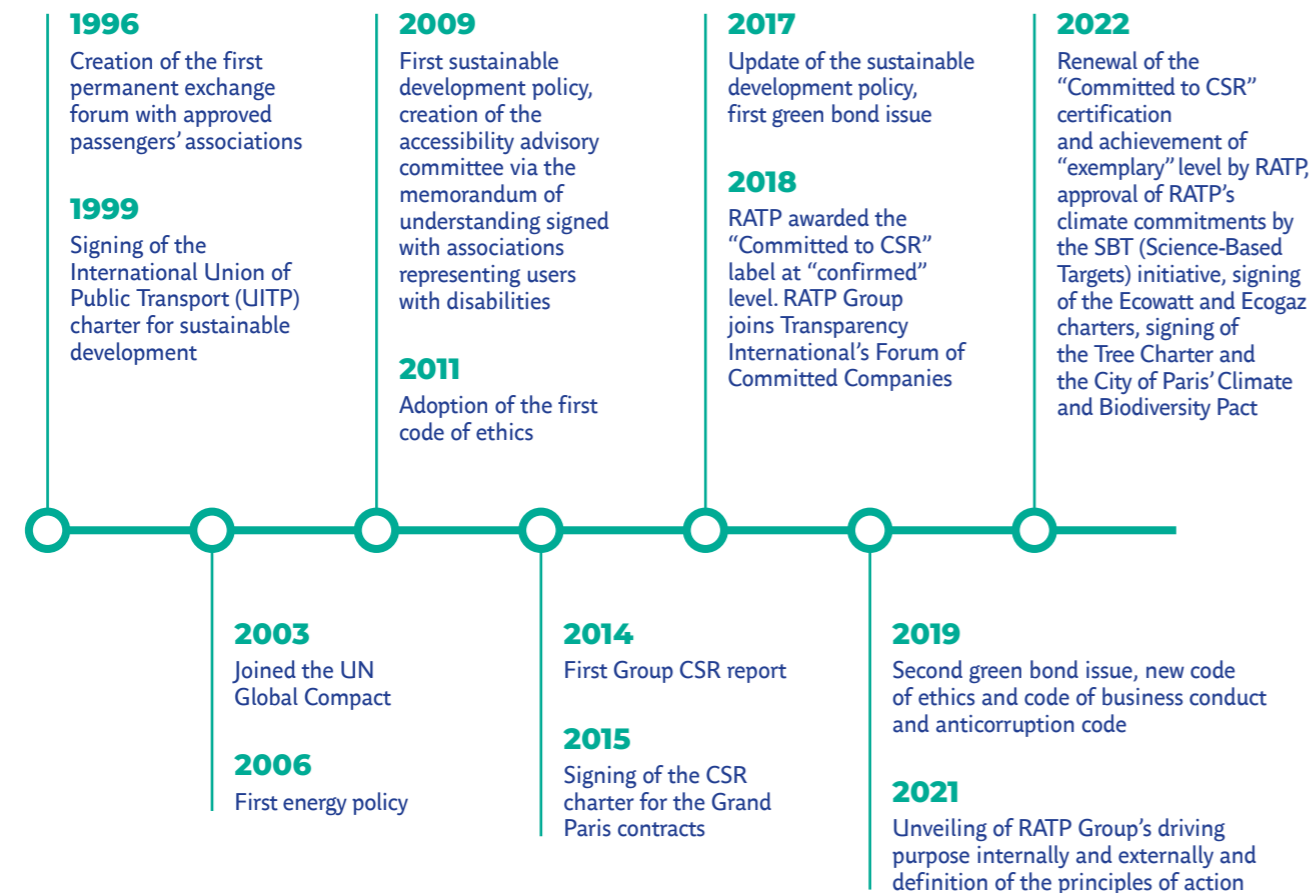 1996
Creation of the first
permanent exchange
forum with approved
passengers’ associations
1999
Signing of the
International Union of
Public Transport (UITP)
charter for sustainable
development
2003
Joined the UN
Global Compact
2006
First energy policy
2009
First sustainable
development policy,
creation of the
accessibility advisory
committee via the
memorandum of
understanding signed
with associations
representing users
with disabilities
2011
Adoption of the first
code of ethics
2014
First Group CSR report
2015
Signing of the CSR
charter for the Grand
Paris contracts
2017
Update of the sustainable
development policy,
first green bond issue
2018
RATP awarded the
“Committed to CSR”
label at “confirmed”
level. RATP Group
joins Transparency
International’s Forum of
Committed Companies
2019
Second green bond issue, new code
of ethics and code of business conduct
and anticorruption code
2021
Unveiling of RATP Group’s driving
purpose internally and externally and
definition of the principles of action
2022
Renewal of the
“Committed to CSR”
certification
and achievement of
“exemplary” level by RATP,
approval of RATP’s
climate commitments by
the SBT (Science-Based
Targets) initiative, signing
of the Ecowatt and Ecogaz
charters, signing of
the Tree Charter and
the City of Paris’ Climate
and Biodiversity Pact